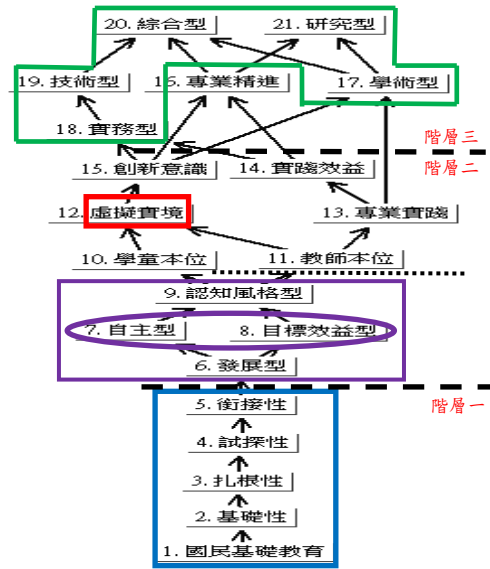 20. 綜合型
21. 研究型
19. 技術型
16. 專業精進
17. 學術型
18. 實務型
階層三
15. 創新意識
14. 實踐效益
階層二
12. 虛擬實境
13. 專業實踐
10. 學童本位
11. 教師本位
9. 認知風格型
7. 自主型
8. 目標效益型
6. 發展型
階層一
5. 銜接性
4. 試探性
3. 扎根性
2. 基礎性
1. 國民基礎教育